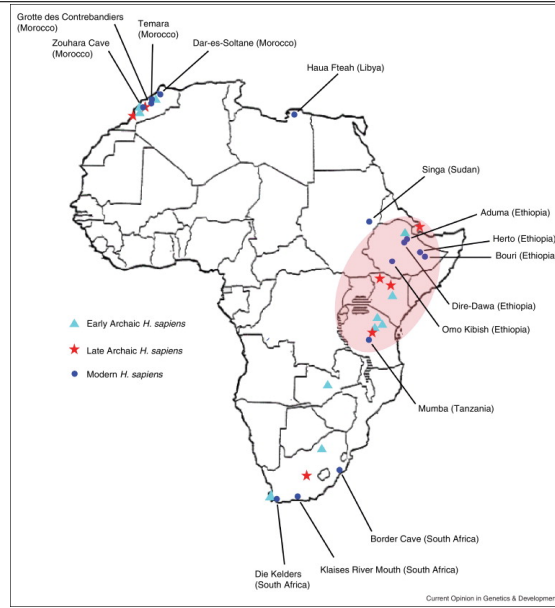 Grotte des Contrebandiers
(Morocco)
Temara
(Morocco)
Zouhara Cave
(Morocco)
Dar-es-Soltane (Morocco)
Haua Fteah (Libya)
Singa (Sudan)
Aduma (Ethiopia)
Herto (Ethiopia)
Bouri (Ethiopia
Dire-Dawa (Ethiopia)
Omo Kibish (Ethiopia)
Early Archaic H. sapiens
Late Archaic H. sapiens
Modern H. sapiens
Mumba (Tanzania)
Border Cave (South Africa)
Klaises River Mouth (South Africa)
Die Kelders
(South Africa)
Current Opinion in Genetics & Developmen